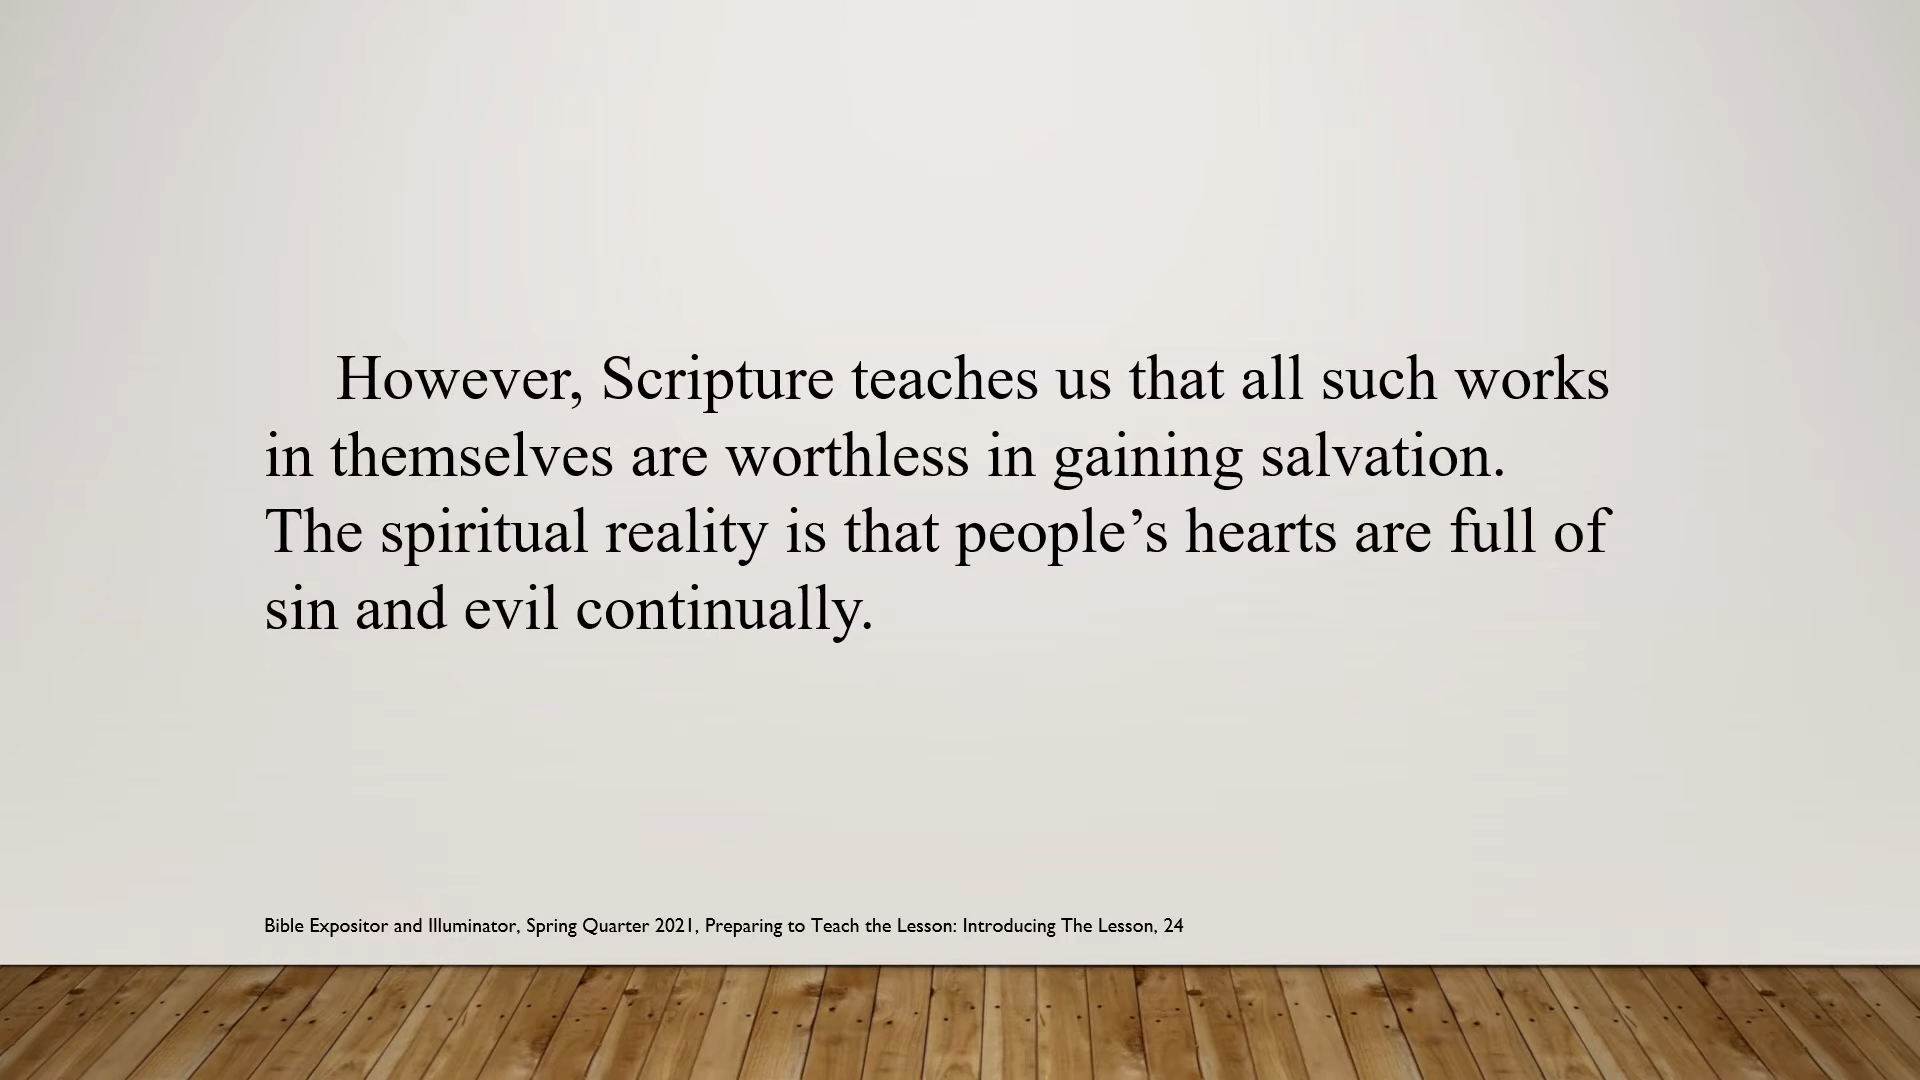 However, Scripture teaches us that all such works
in themselves are worthless in gaining salvation.
The spiritual reality is that people’s hearts are full of
sin and evil continually.
Bible Expositor and Illuminator, Spring Quarter 2021, Preparing to Teach the Lesson: Introducing The Lesson, 24